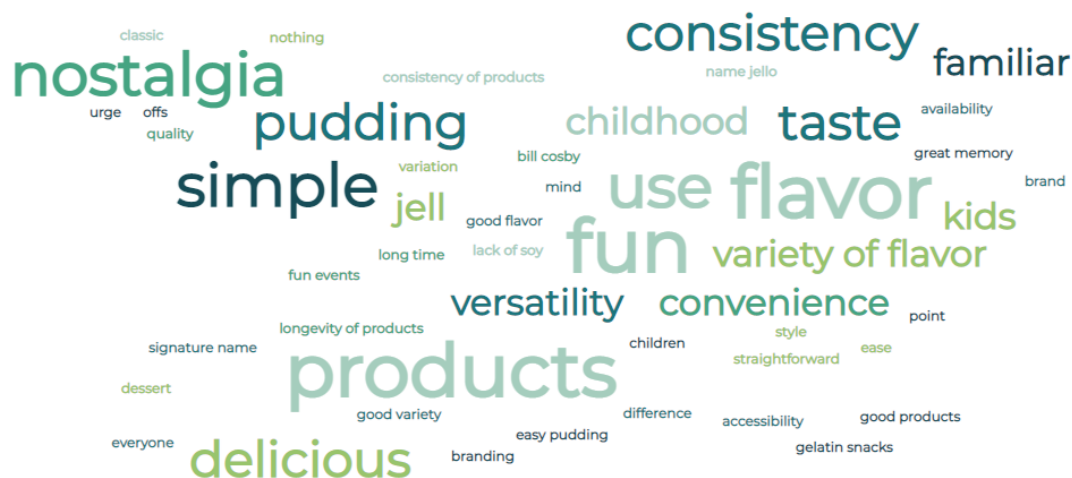 classic
nothing
consistency
nostalgia
consistency of products
name jello
familiar
urge
offs
quality
pudding
childhood
taste
availability
simple
variation
bill cosby
great memory
mind
use
flavor
brand
jell
good flavor
kids
long time
lack of soy
fun
variety of flavor
fun events
versatility
convenience
point
longevity of products
style
signature name
children
straightforward
ease
products
dessert
good variety
difference
accessibility
good products
everyone
delicious
branding
easy pudding
gelatin snacks